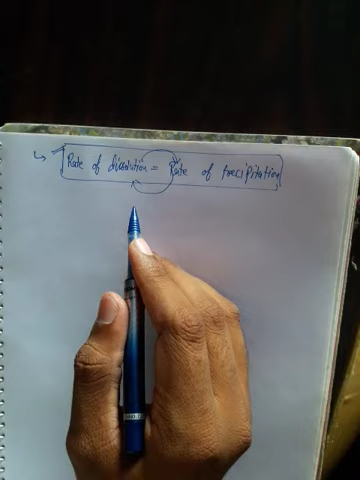 Rate of dissolution = Rate of precipitation